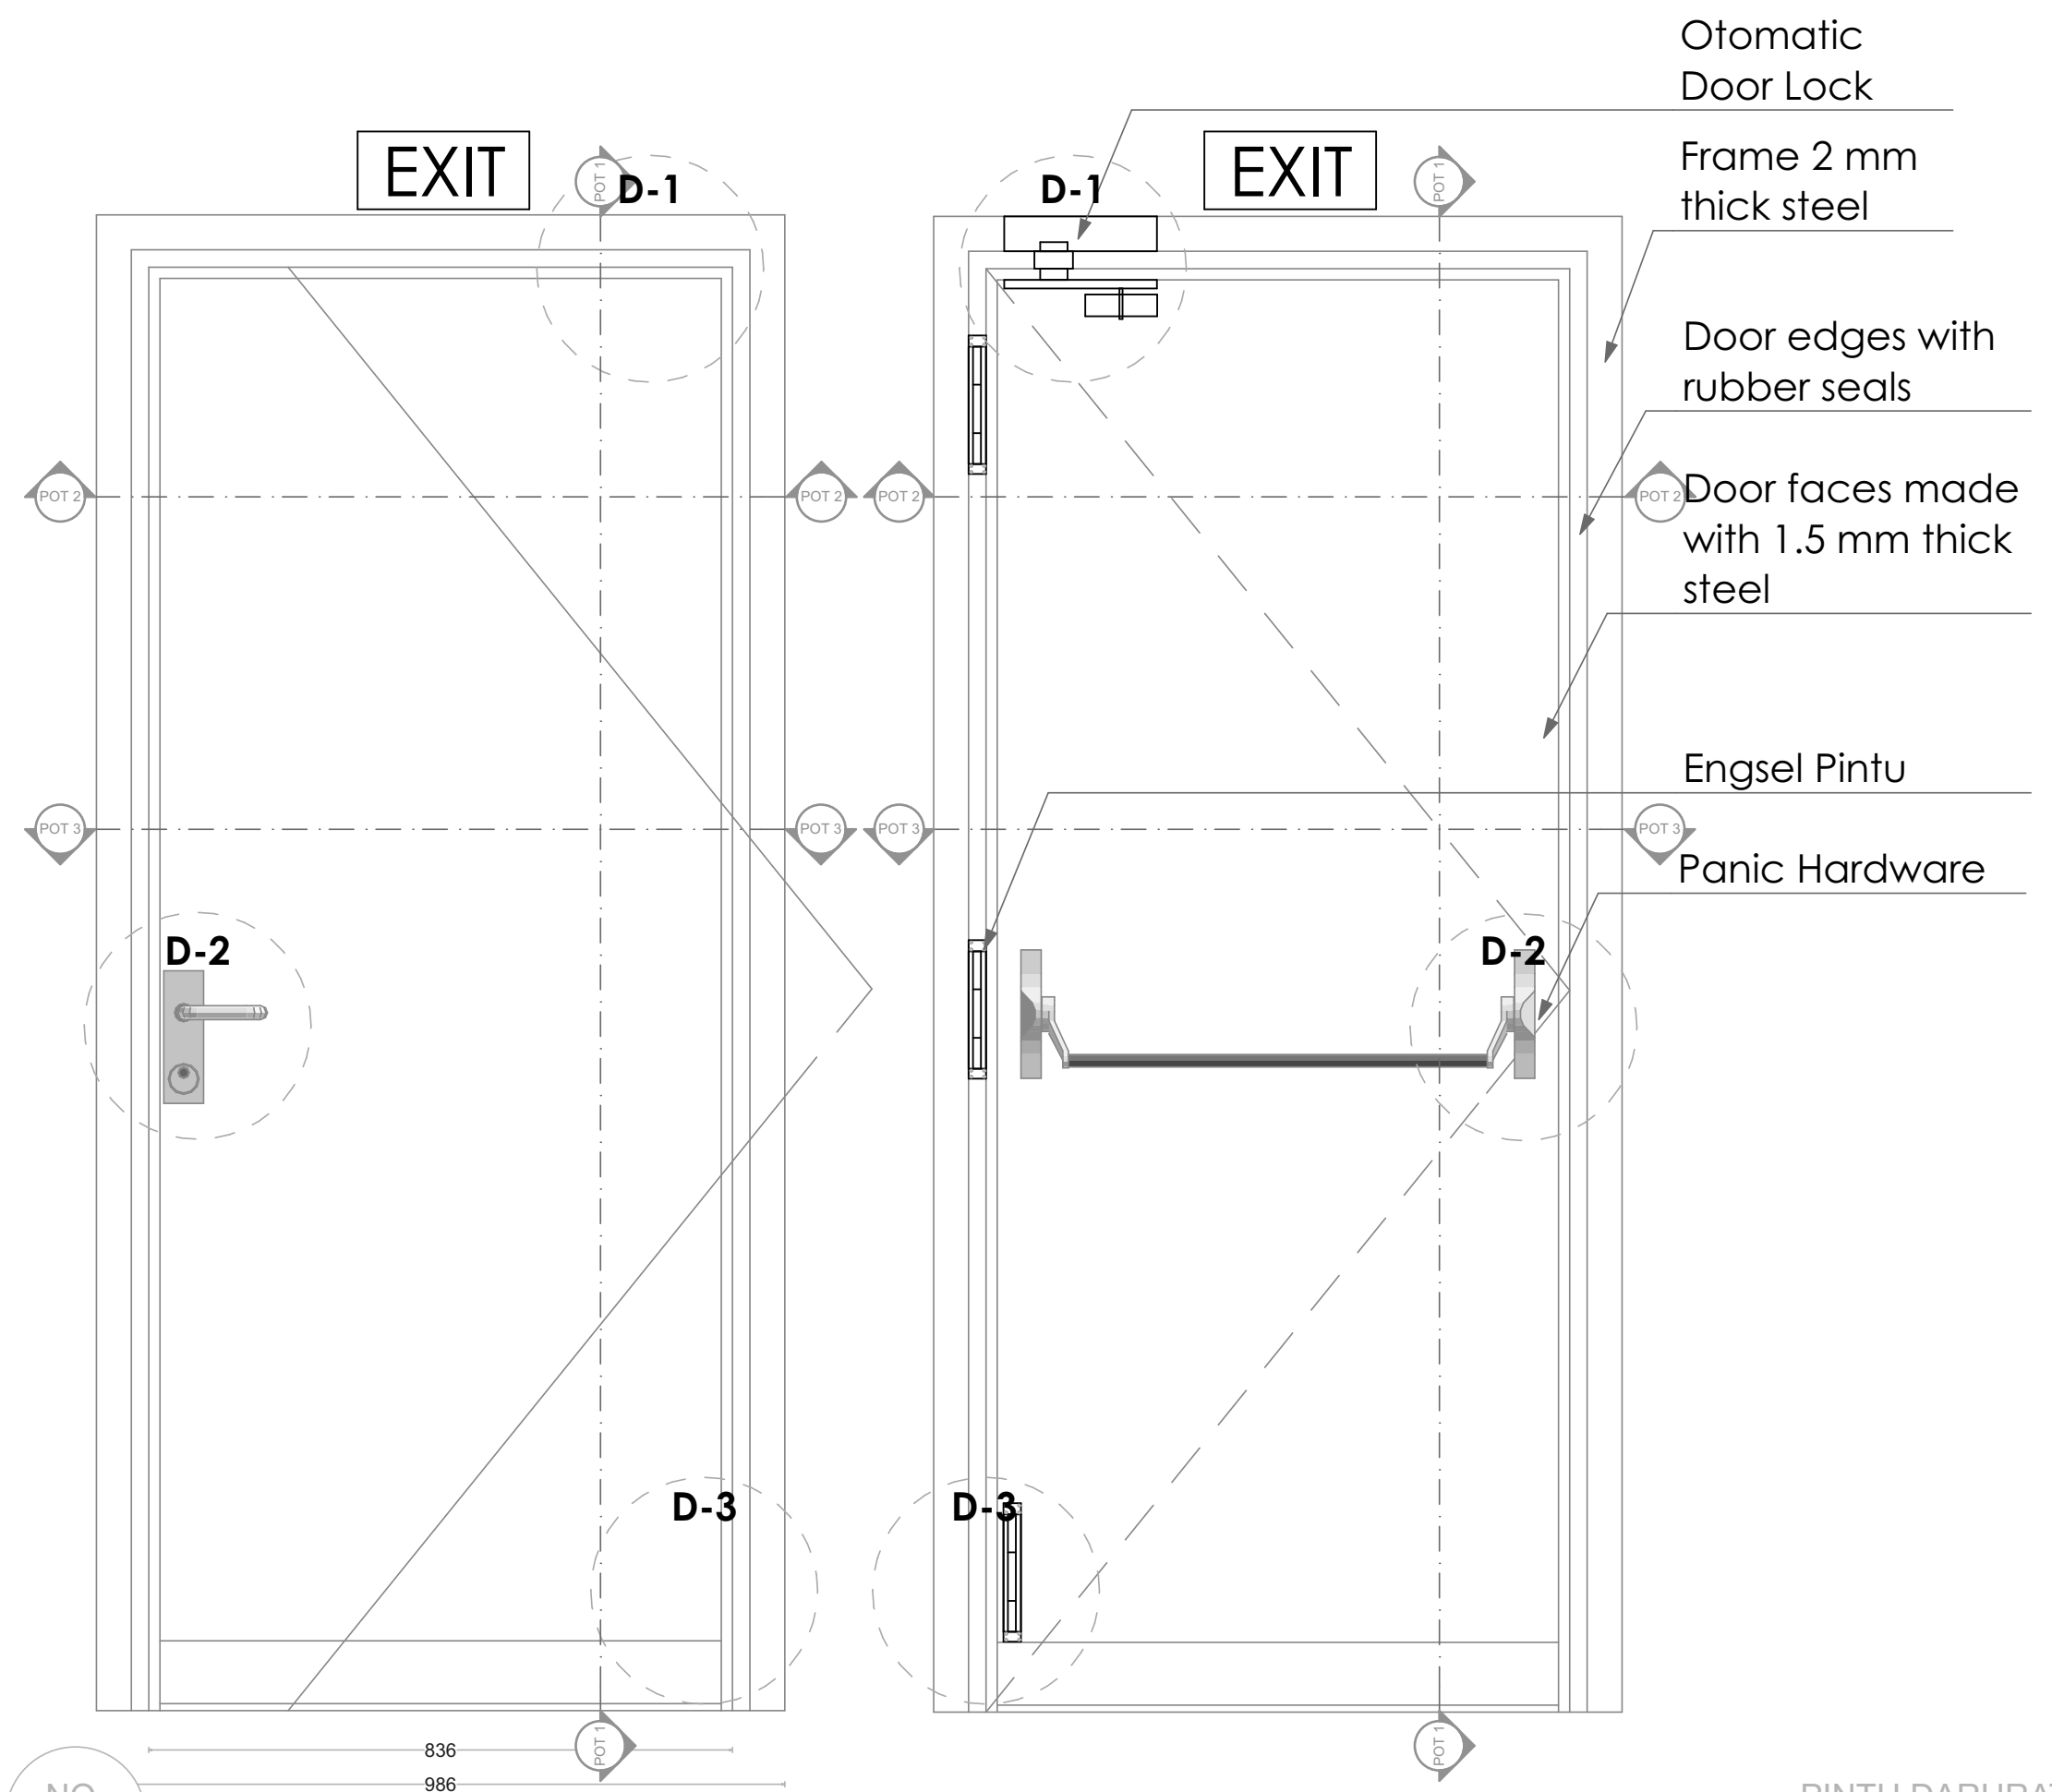 Otomatic
Door Lock
EXIT
POT 1
D-1
D-1
EXIT
POT 1
Frame 2 mm
thick steel
Door edges with
rubber seals
POT 2
POT 2
POT 2
POT 2
Door faces made
with 1.5 mm thick
steel
Engsel Pintu
POT 3
POT 3
POT 3
POT 3
Panic Hardware
D-2
D-2
D-3
D-3
POT 1
POT 1
836
986
NO
PINTU DARURAT